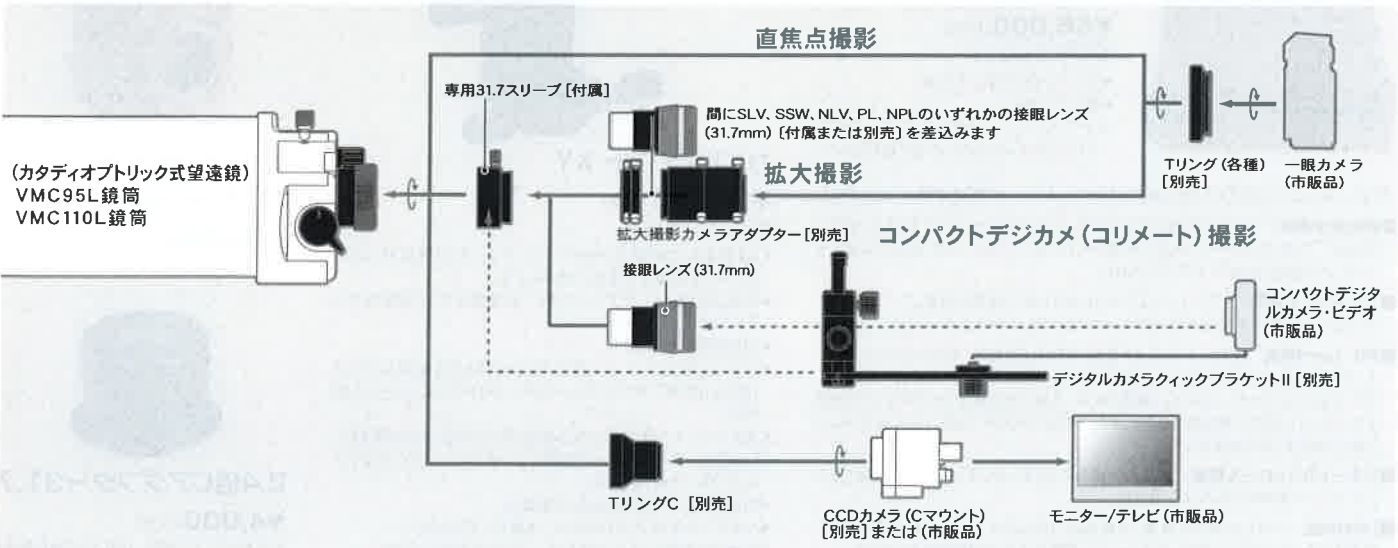 直焦点撮影
専用31.7スリーブ [付属]
間にSLV、SSW、NLV、PL、NPLのいずれかの接眼レンズ
(31.7mm)〔付属または別売〕を差込みます
Tリング(各種)
[別売]
一眼カメラ
(市販品)
(カタディオプトリック式望遠鏡)
VMC95L鏡筒
VMC110L鏡筒
拡大撮影
拡大撮影カメラアダプター[別売]
コンパクトデジカメ(コリメート)撮影
接眼レンズ(31.7mm)
コンパクトデジタ
ルカメラ・ビデオ
(市販品)
デジタルカメラクィックブラケットII [別売]
TリングC [別売]
CCDカメラ(Cマウント)
[別売]または(市販品)
モニター/テレビ(市販品)